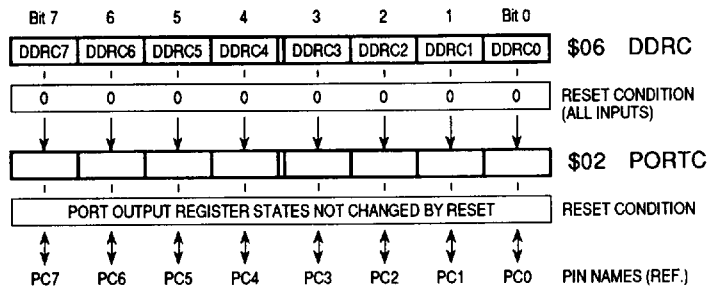 Bit 7 6 5 4 3 2 1 Bit 0
DDRC7 DDRC6 DDRC5 DDRC4 DDRC3 DDRC2 DDRC1 DDRC0 $06 DDRC
0 0 0 0 0 0 0 0 RESET CONDITION
(ALL INPUTS)
$02 PORTC
PORT OUTPUT REGISTER STATES NOT CHANGED BY RESET RESET CONDITION
PC7 PC6 PC5 PC4 PC3 PC2 PC1 PC0 PIN NAMES (REF.)